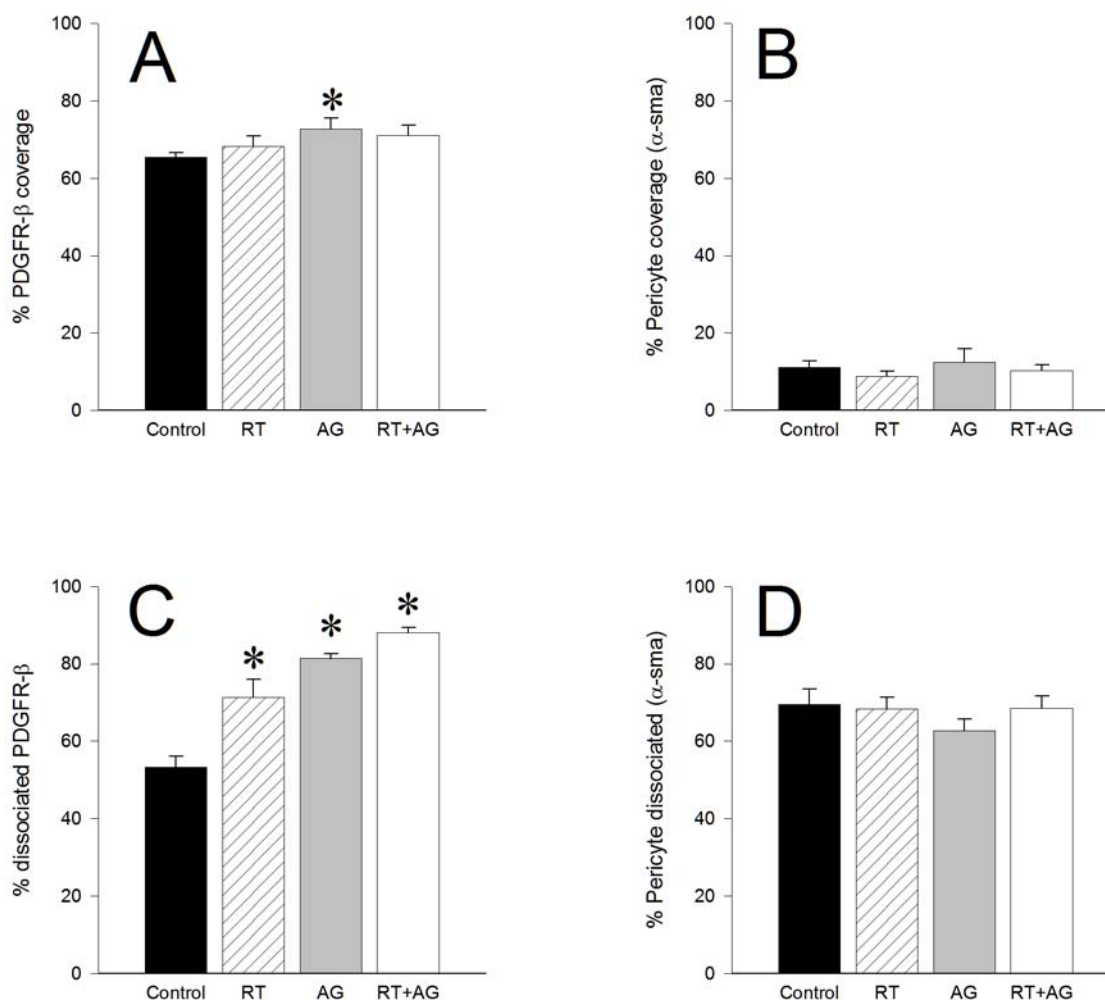 A
% PDGFR-β coverage
100
80
60
40
20
0
*
Control RT AG RT+AG
B
% Pericyte coverage (α-sma)
100
80
60
40
20
0
Control RT AG RT+AG
C
% dissociated PDGFR-β
100
80
60
40
20
0
* * *
Control RT AG RT+AG
D
% Pericyte dissociated (α-sma)
100
80
60
40
20
0
Control RT AG RT+AG